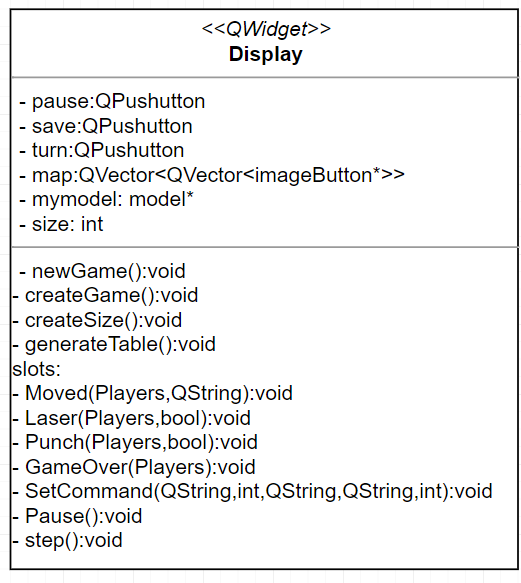 <<QWidget>>
Display
- pause:QPushutton
- save:QPushutton
- turn:QPushutton
- map:QVector<QVector<imageButton*>>
- mymodel: model*
- size: int
- newGame():void
- createGame():void
- createSize():void
- generateTable():void
slots:
- Moved(Players,QString):void
- Laser(Players,bool):void
- Punch(Players,bool):void
- GameOver(Players):void
- SetCommand(QString,int,QString,QString,int):void
- Pause():void
- step():void